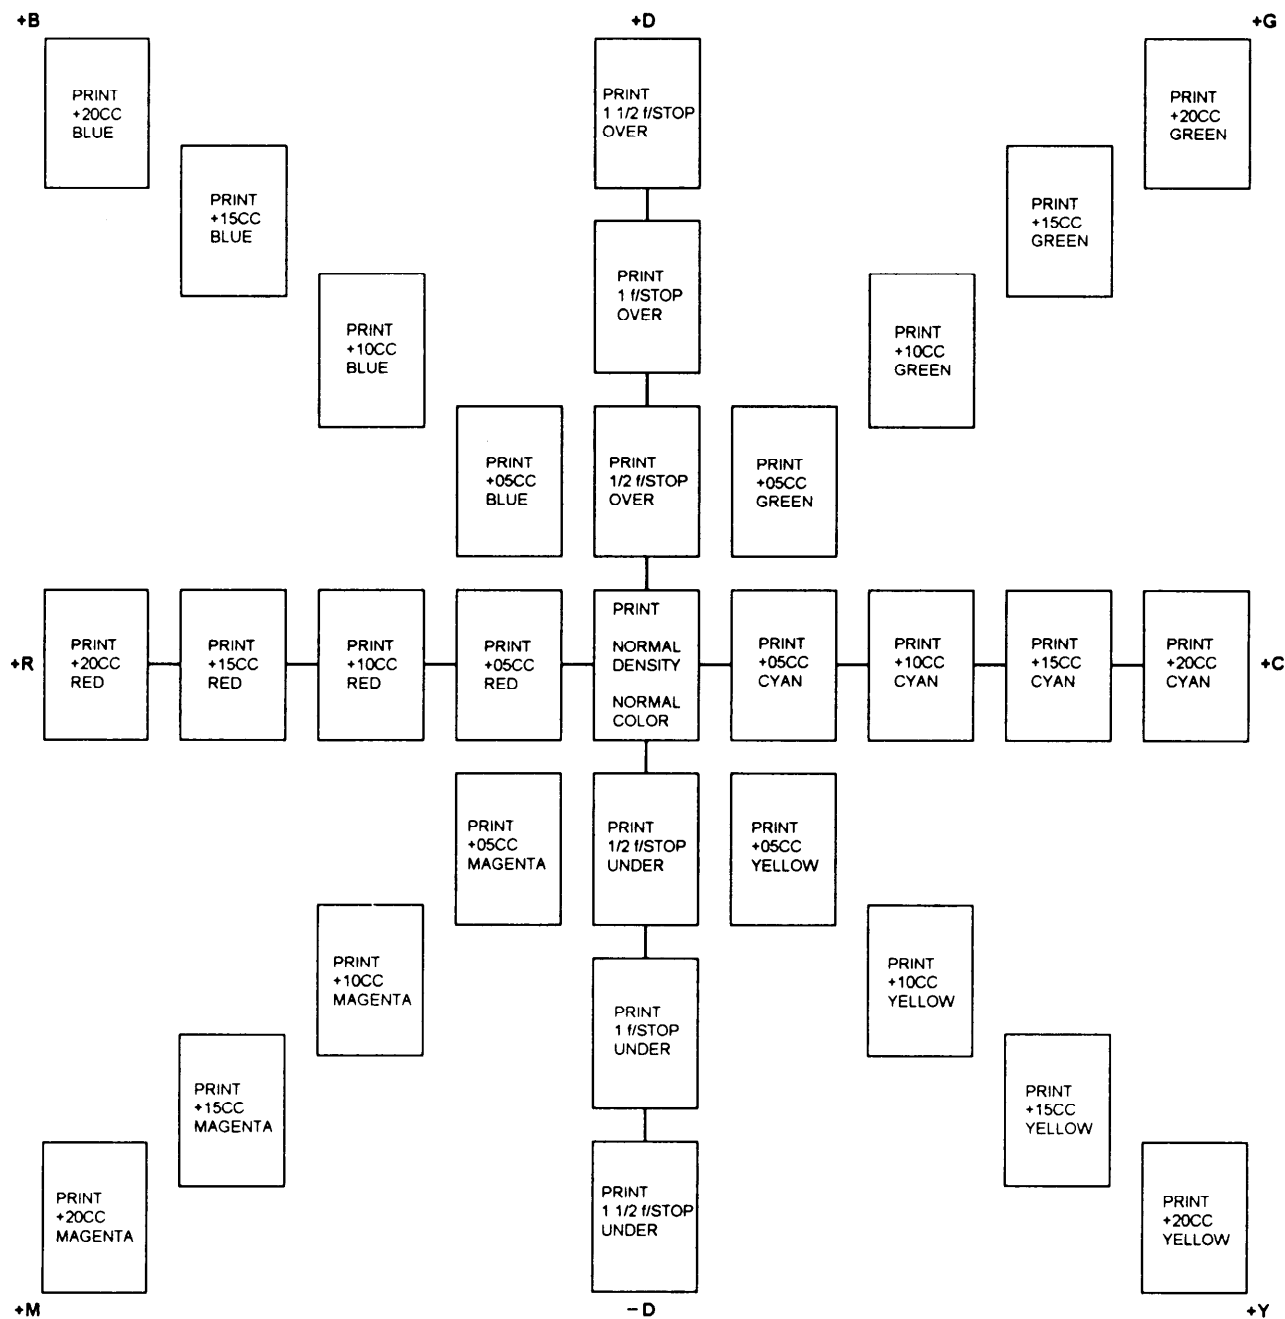 +B
+D
+G
PRINT
+20CC
BLUE
PRINT
1 1/2 f/STOP
OVER
PRINT
+20CC
GREEN
PRINT
+15CC
BLUE
PRINT
+15CC
GREEN
PRINT
1 f/STOP
OVER
PRINT
+10CC
BLUE
PRINT
+10CC
GREEN
PRINT
+05CC
BLUE
PRINT
1/2 f/STOP
OVER
PRINT
+05CC
GREEN
+R
PRINT
+20CC
RED
PRINT
+15CC
RED
PRINT
+10CC
RED
PRINT
+05CC
RED
PRINT
NORMAL
DENSITY
NORMAL
COLOR
PRINT
+05CC
CYAN
PRINT
+10CC
CYAN
PRINT
+15CC
CYAN
PRINT
+20CC
CYAN
+C
PRINT
+05CC
MAGENTA
PRINT
1/2 f/STOP
UNDER
PRINT
+05CC
YELLOW
PRINT
+10CC
MAGENTA
PRINT
+10CC
YELLOW
PRINT
1 f/STOP
UNDER
PRINT
+15CC
MAGENTA
PRINT
+15CC
YELLOW
PRINT
+20CC
MAGENTA
PRINT
1 1/2 f/STOP
UNDER
PRINT
+20CC
YELLOW
+M
−D
+Y